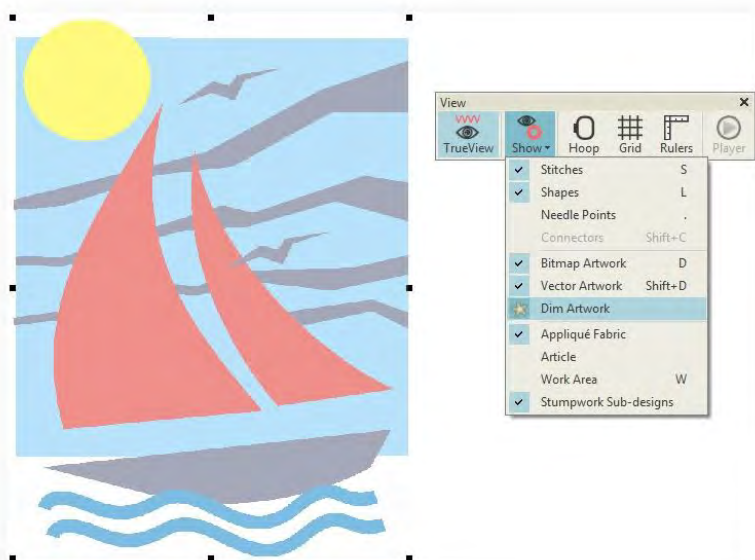 View
TrueView Show Hoop Grid Rulers Player
Stitches S
Shapes L
Needle Points .
Connectors Shift+C
Bitmap Artwork D
Vector Artwork Shift+D
Dim Artwork
Appliqué Fabric
Article
Work Area W
Stumpwork Sub-designs